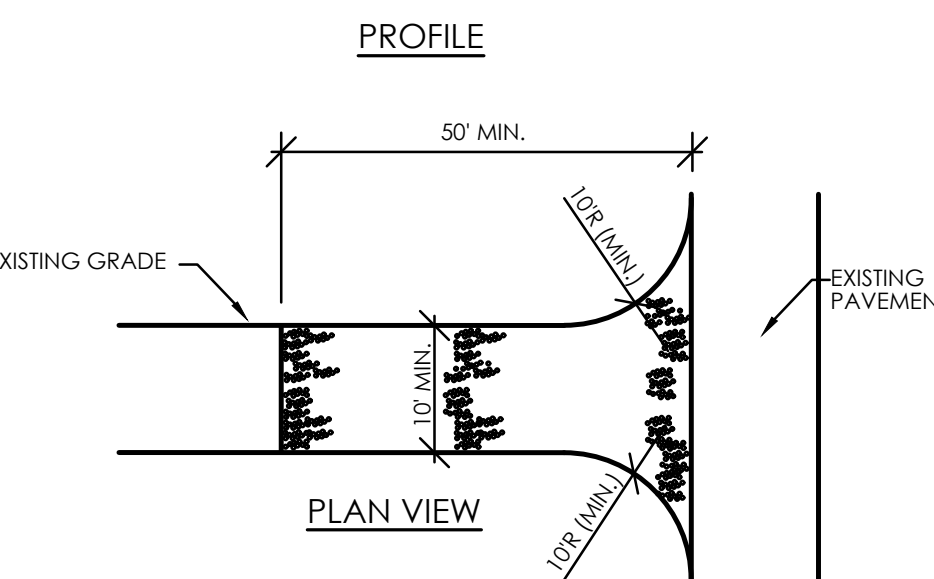 PROFILE
50' MIN.
10'R (MIN.)
XISTING GRADE
EXISTING
PAVEMEN
10' MIN.
PLAN VIEW
10'R (MIN.)